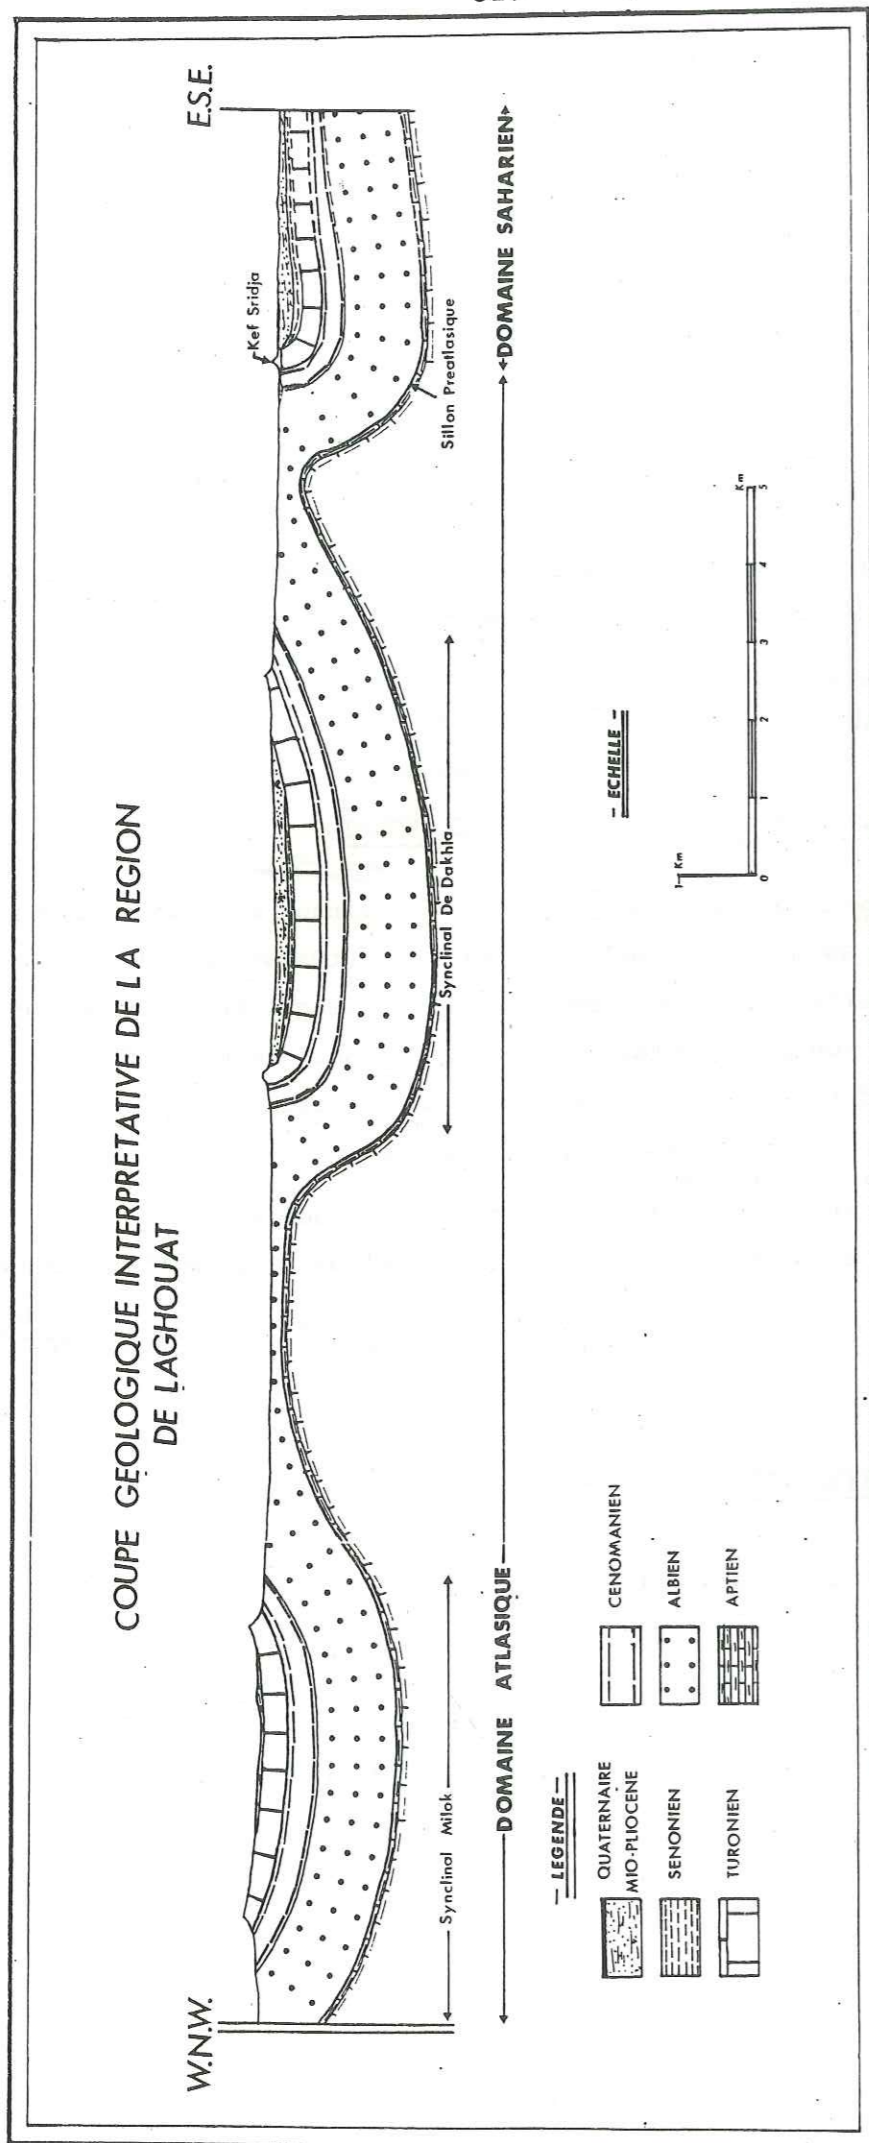 COUPE GEOLOGIQUE INTERPRETATIVE DE LA REGION
DE LAGHOUAT
W.N.W.
E.S.E.
Kef Sridja
Sillon Preatlasique
Synclinal Milok
Synclinal De Dakhla
DOMAINE ATLASIQUE
DOMAINE SAHARIEN
- LEGENDE -
QUATERNAIRE
MIO-PLIOCENE
SENONIEN
TURONIEN
CENOMANIEN
ALBIEN
APTIEN
- ECHELLE -
1 Km
0 1 2 3 4 5
Km